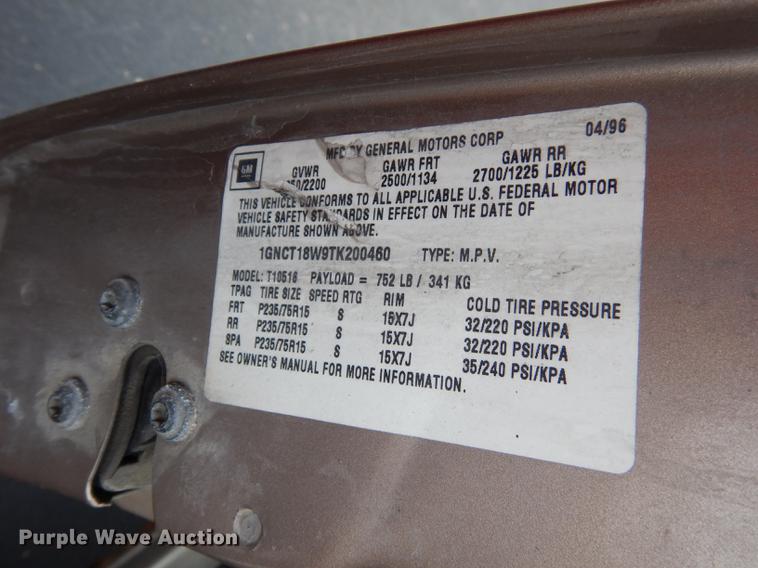 04/96
MFD BY GENERAL MOTORS CORP
GM
GVWR GAWR FRT GAWR RR
50/2200 2500/1134 2700/1225 LB/KG
THIS VEHICLE CONFORMS TO ALL APPLICABLE U.S. FEDERAL MOTOR
VEHICLE SAFETY STANDARDS IN EFFECT ON THE DATE OF
MANUFACTURE SHOWN ABOVE.
1GNCT18W9TK200460 TYPE: M.P.V.
MODEL: T10516 PAYLOAD = 752 LB / 341 KG
TPAG TIRE SIZE SPEED RTG RIM COLD TIRE PRESSURE
FRT P235/75R15 S 15X7J 32/220 PSI/KPA
RR P235/75R15 S 15X7J 32/220 PSI/KPA
SPA P235/75R15 S 15X7J 35/240 PSI/KPA
SEE OWNER'S MANUAL FOR MORE INFORMATION.
Purple Wave Auction